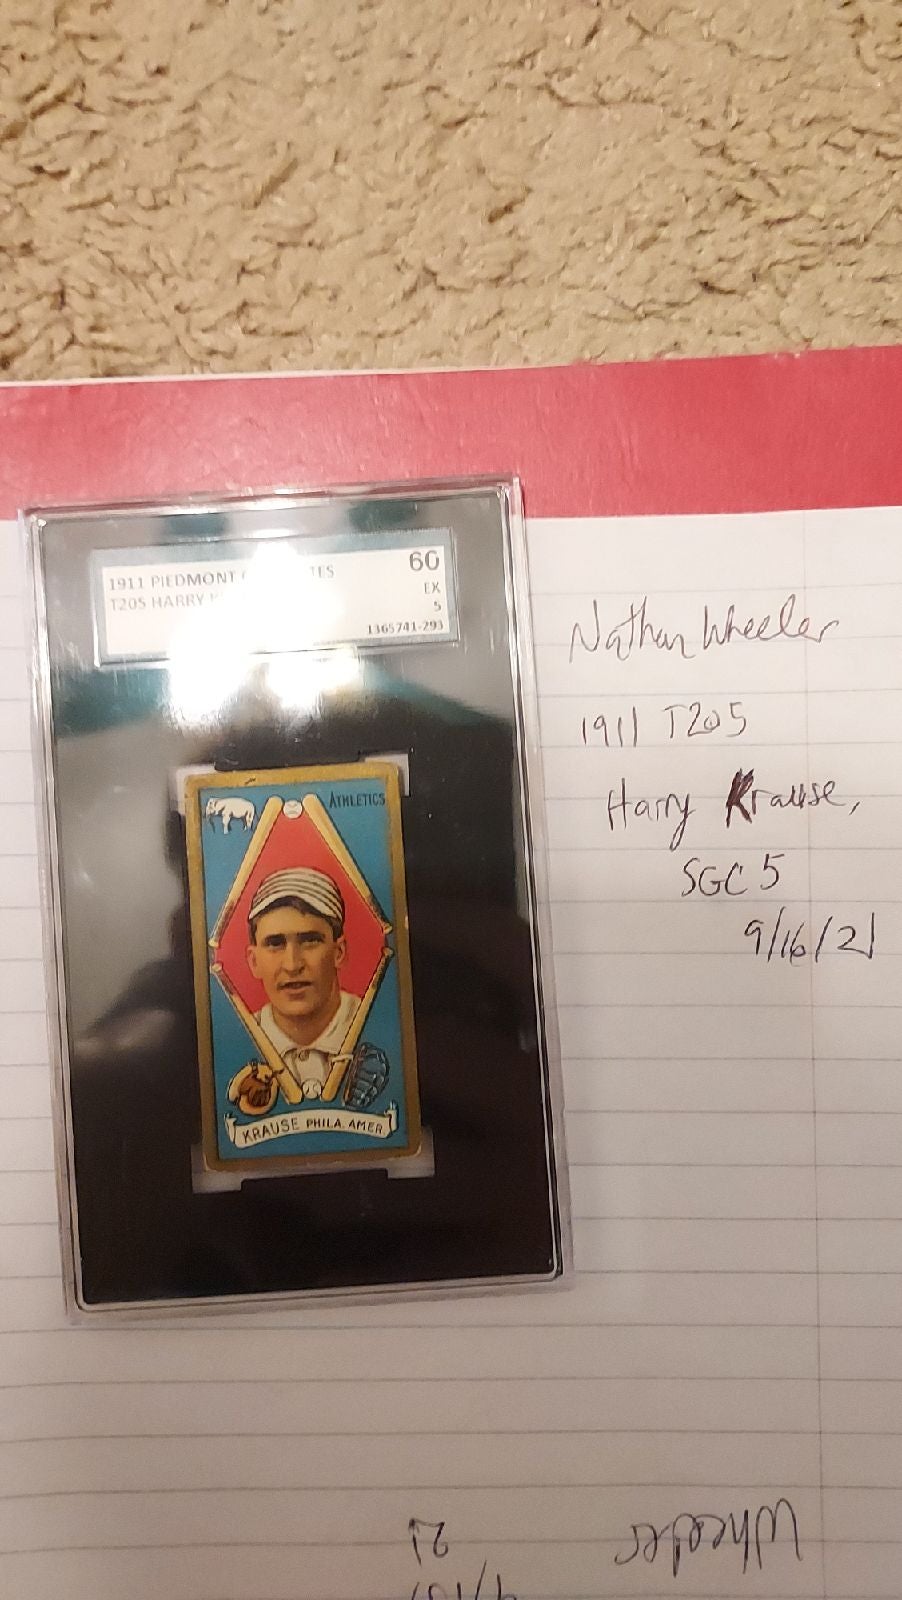 1911 PIEDMONT
60
T205 HARRY
EX
5
1365741-293
ATHLETICS
KRAUSE PHILA. AMER.
Nathan Wheeler
1911 T205
Harry Krause,
SGC 5
9/16/21
Wheeler